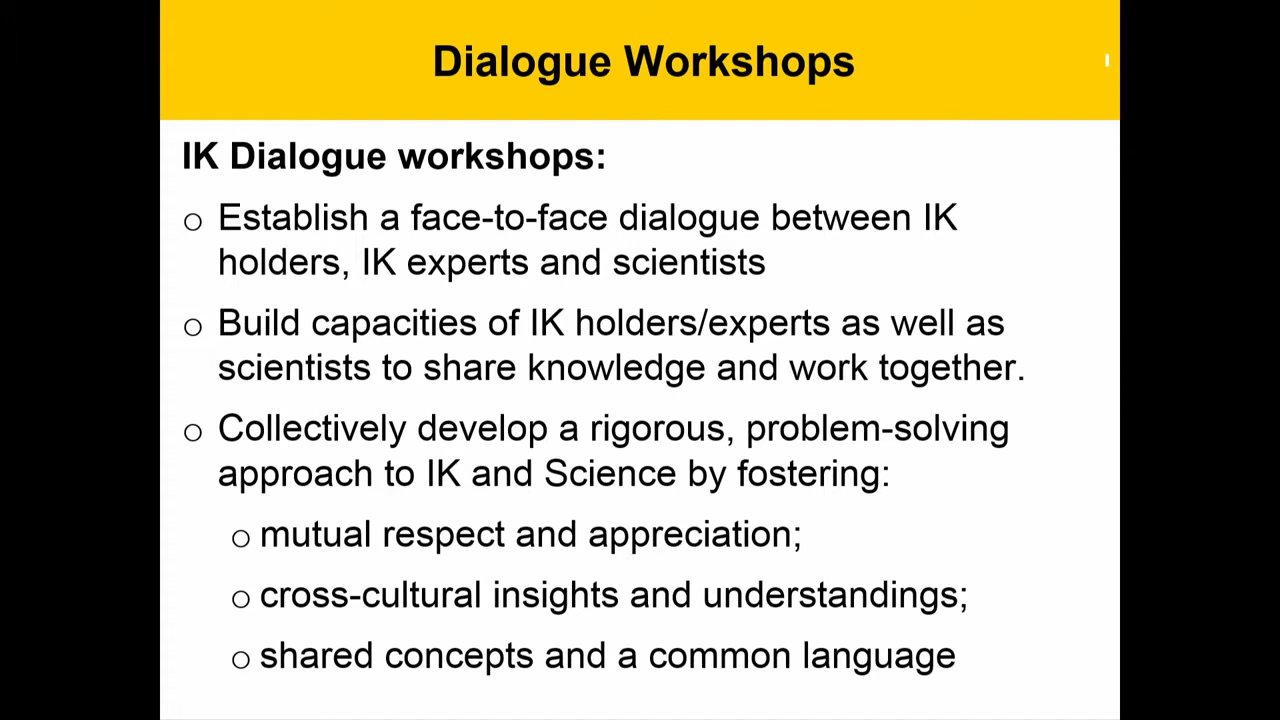 Dialogue Workshops
IK Dialogue workshops:
o Establish a face-to-face dialogue between IK
holders, IK experts and scientists
o Build capacities of IK holders/experts as well as
scientists to share knowledge and work together.
o Collectively develop a rigorous, problem-solving
approach to IK and Science by fostering:
o mutual respect and appreciation;
o cross-cultural insights and understandings;
o shared concepts and a common language